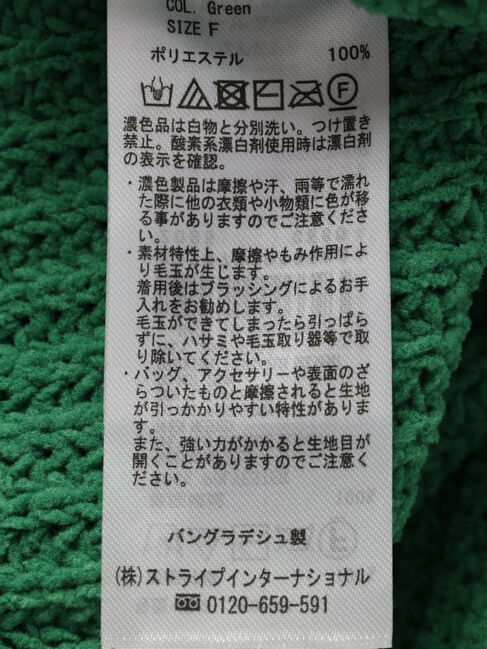 COL. Green
SIZE F
ポリエステル 100%
濃色品は白物と分別洗い。つけ置き
禁止。酸素系漂白剤使用時は漂白剤
の表示を確認。
・濃色製品は摩擦や汗、雨等で濡れ
た際に他の衣類や小物類に色が移
る事がありますのでご注意くださ
い。
・素材特性上、摩擦やもみ作用によ
り毛玉が生じます。
着用後はブラッシングによるお手
入れをお勧めします。
毛玉ができてしまったら引っぱら
ずに、ハサミや毛玉取り器等で取
り除いてください。
・バッグ、アクセサリーや表面のざ
らついたものと摩擦されると生地
が引っかかりやすい特性がありま
す。
また、強い力がかかると生地目が
開くことがありますのでご注意く
ださい。
バングラデシュ製
(株)ストライプインターナショナル
0120-659-591